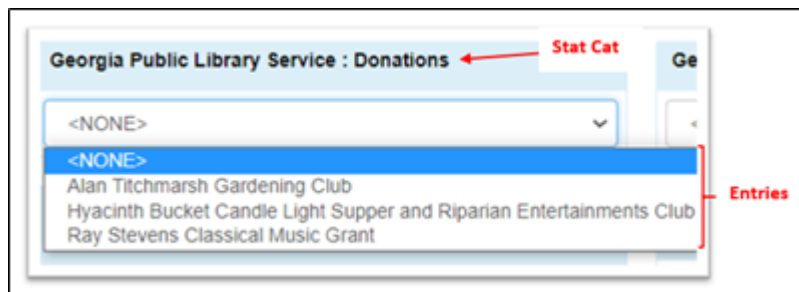 Georgia Public Library Service : Donations
Stat Cat
Ge
<NONE>
<NONE>
Alan Titchmarsh Gardening Club
Hyacinth Bucket Candle Light Supper and Riparian Entertainments Club
Ray Stevens Classical Music Grant
Entries